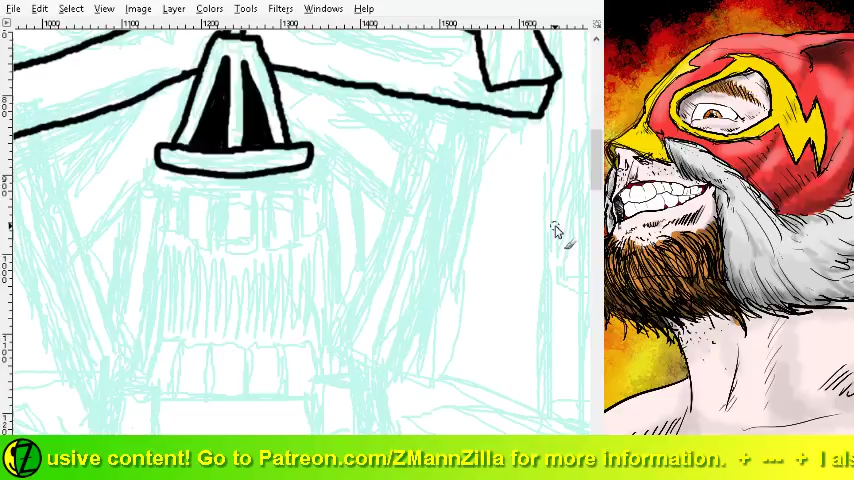 File Edit Select View Image Layer Colors Tools Filters Windows Help
1000 1100 1200 1300 1400 1500 1600
usive content! Go to Patreon.com/ZMannZilla for more information. + --- + I als